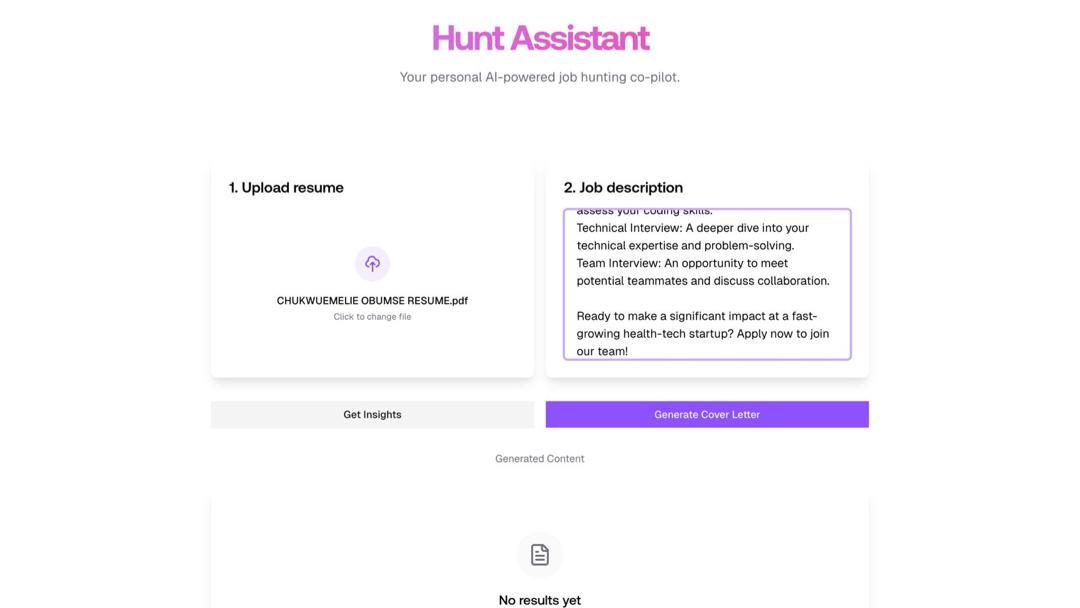 Hunt Assistant
Your personal AI-powered job hunting co-pilot.
1. Upload resume
CHUKWUEMELIE OBUMSE RESUME.pdf
Click to change file
2. Job description
assess your coding skills.
Technical Interview: A deeper dive into your
technical expertise and problem-solving.
Team Interview: An opportunity to meet
potential teammates and discuss collaboration.
Ready to make a significant impact at a fast-
growing health-tech startup? Apply now to join
our team!
Get Insights
Generate Cover Letter
Generated Content
No results yet